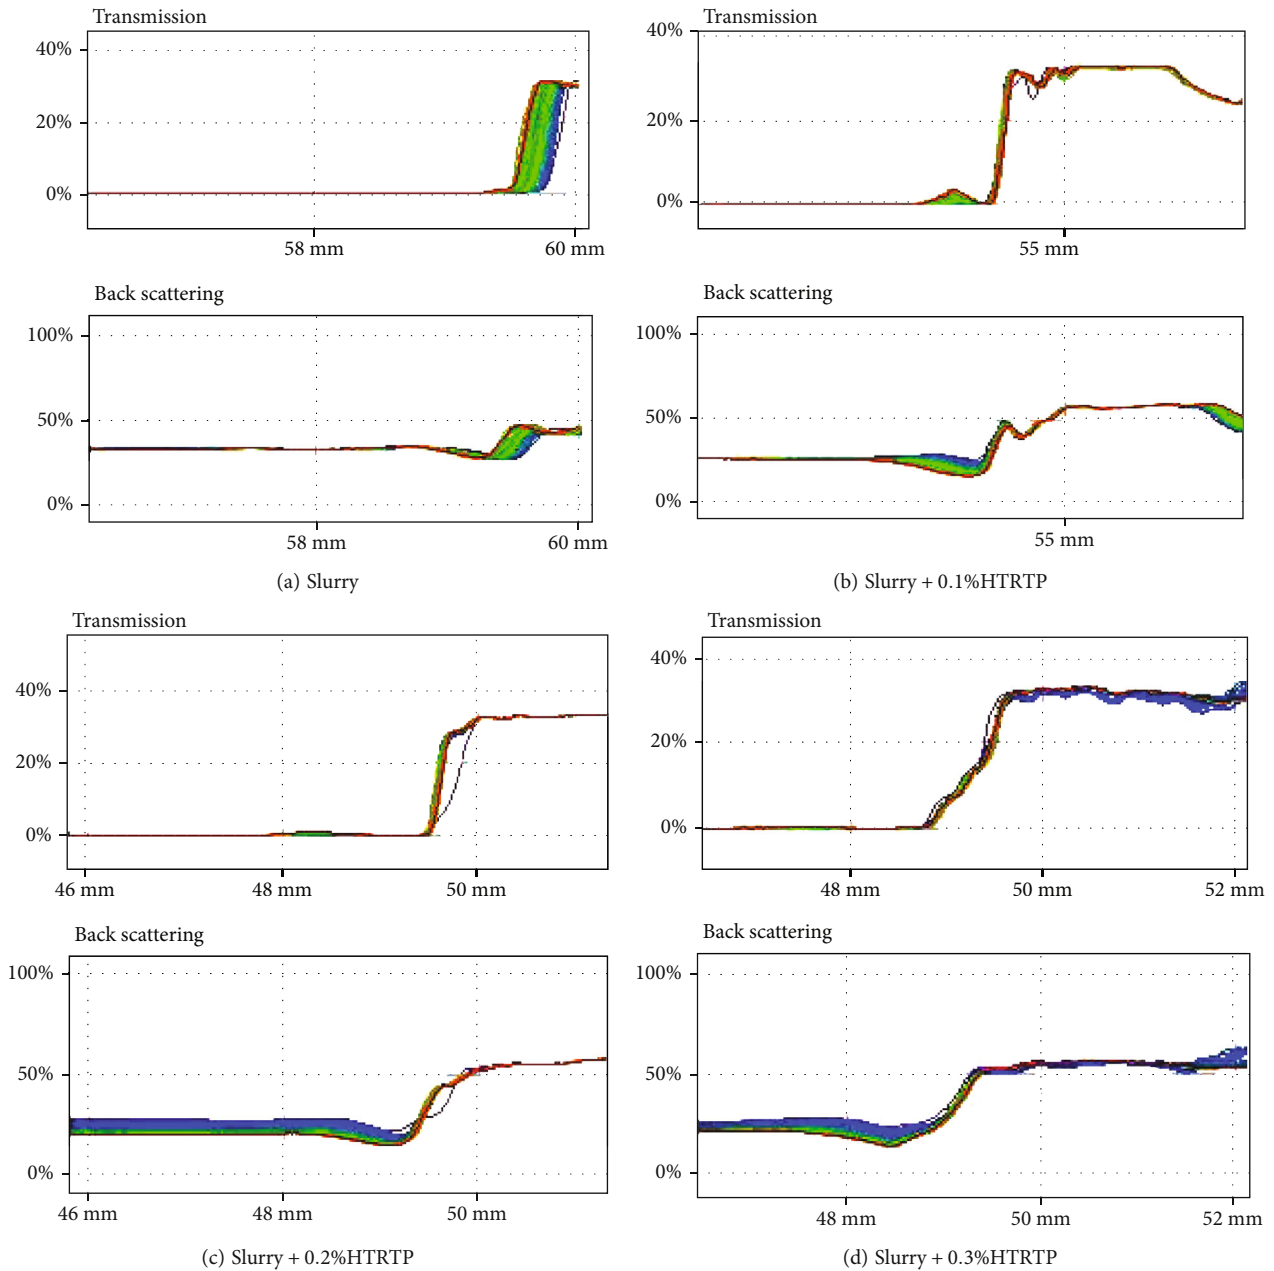 Transmission
40%
20%
0%
58 mm
60 mm
Back scattering
100%
50%
0%
58 mm
60 mm
(a) Slurry
Transmission
40%
20%
0%
55 mm
Back scattering
100%
50%
0%
55 mm
(b) Slurry + 0.1%HTRTP
Transmission
40%
20%
0%
46 mm
48 mm
50 mm
Back scattering
100%
50%
0%
46 mm
48 mm
50 mm
(c) Slurry + 0.2%HTRTP
Transmission
40%
20%
0%
48 mm
50 mm
52 mm
Back scattering
100%
50%
0%
48 mm
50 mm
52 mm
(d) Slurry + 0.3%HTRTP